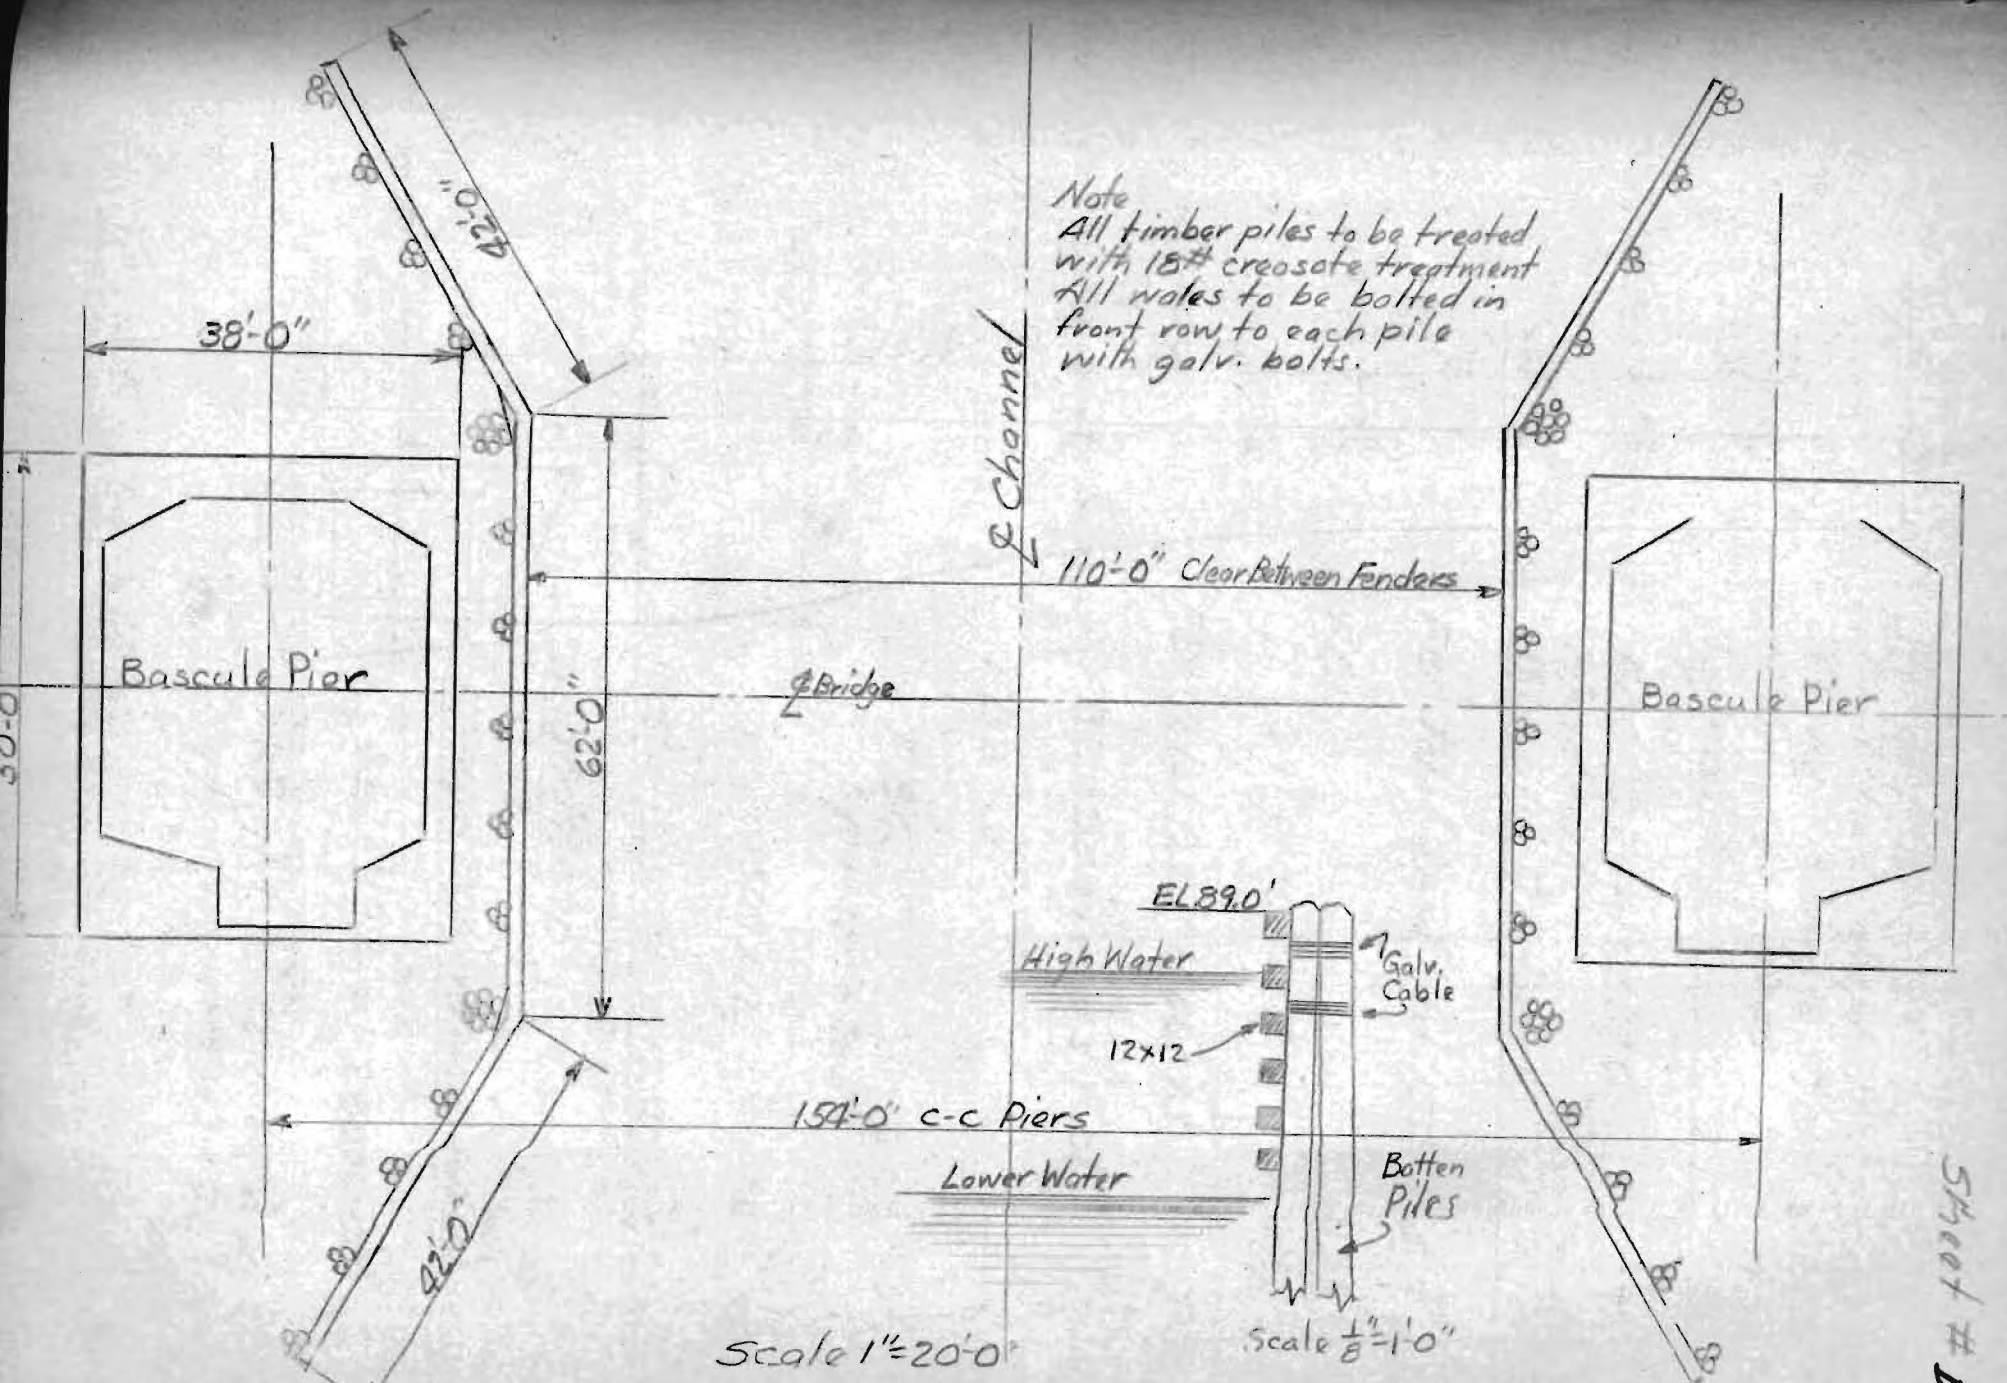 42'-0"
38'-0"
Note
All timber piles to be treated
with 18# creosote treatment
All wales to be bolted in
front row to each pile
with galv. bolts.
℄ Channel
110'-0" Clear Between Fenders
Bascule Pier
℄ Bridge
Bascule Pier
62'-0"
EL.89.0'
High Water
Galv.
Cable
12x12
154'-0" c-c Piers
Lower Water
Batten
Piles
42'-0"
Scale 1"=20'-0
Scale 1/8"=1'-0"
Sheet #